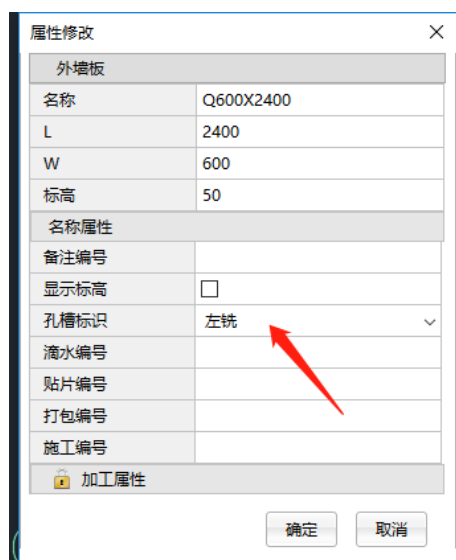 属性修改
外墙板
名称 Q600X2400
L 2400
W 600
标高 50
名称属性
备注编号
显示标高
孔槽标识 左铣
滴水编号
贴片编号
打包编号
施工编号
加工属性
确定 取消